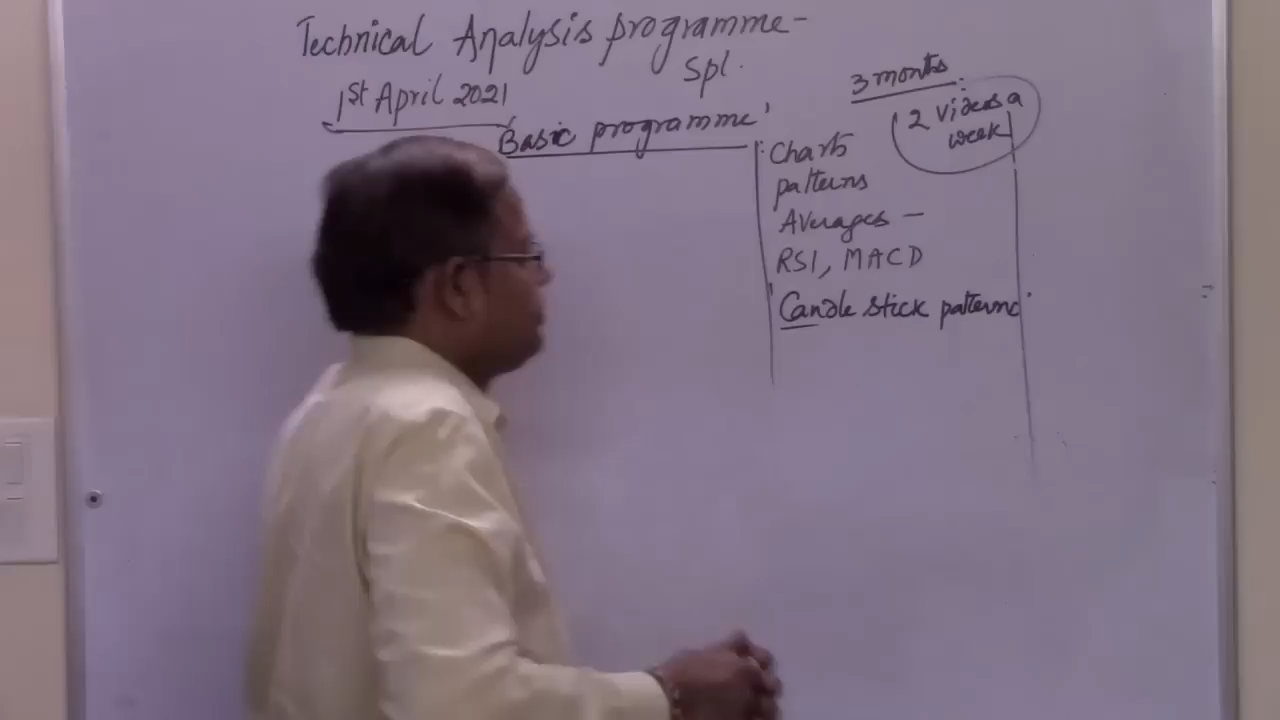 Technical Analysis programme -
Spl.
1st April 2021
3 months.
2 videos a
week
Basic programme
Charts
patterns
Averages -
RSI, MACD
Candle stick patterns